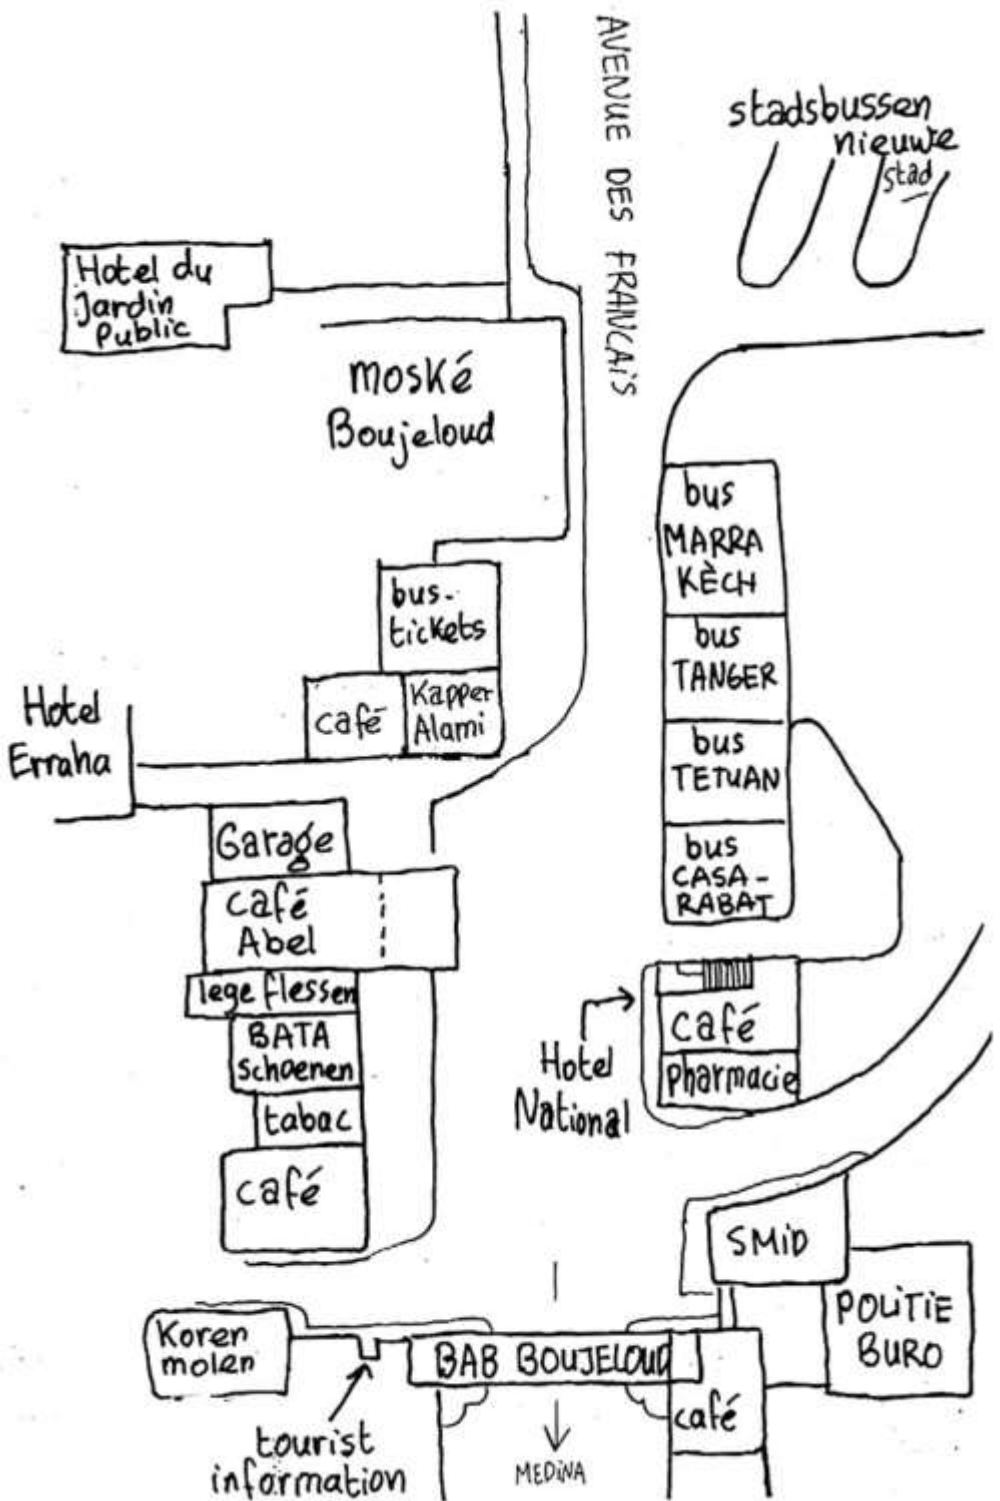 AVENUE DES FRANCAIS
stadsbussen
nieuwe
stad
Hotel du
Jardin
Public
Moské
Boujeloud
bus
MARRA
KÈCH
bus-
tickets
bus
TANGER
café
Kapper
Alami
Hotel
Erraha
bus
TETUAN
Garage
bus
CASA-
RABAT
café
Abel
lege flessen
BATA
schoenen
tabac
café
Hotel
National
café
Pharmacie
SMID
POLITIE
BURO
Koren
molen
BAB BOUJELOUD
café
tourist
information
MEDINA